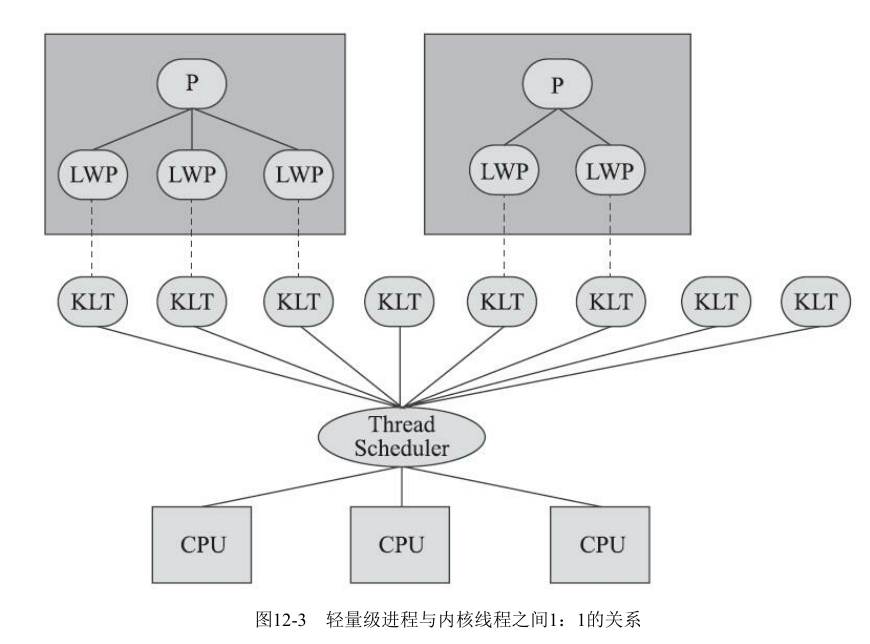 P
P
LWP
LWP
LWP
LWP
LWP
KLT
KLT
KLT
KLT
KLT
KLT
KLT
KLT
Thread
Scheduler
CPU
CPU
CPU
图12-3 轻量级进程与内核线程之间1：1的关系